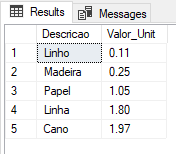 Results Messages
Descricao Valor_Unit
1 Linho 0.11
2 Madeira 0.25
3 Papel 1.05
4 Linha 1.80
5 Cano 1.97